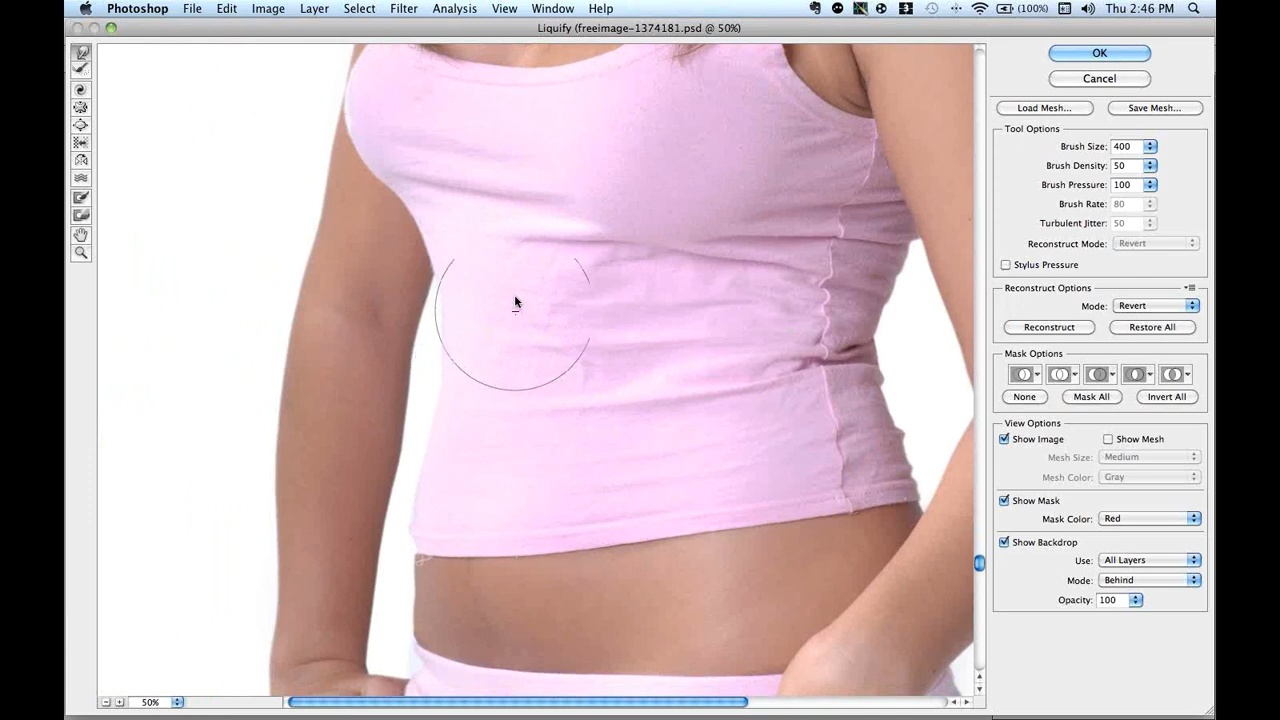 Photoshop File Edit Image Layer Select Filter Analysis View Window Help (100%) Thu 2:46 PM
Liquify (freeimage-1374181.psd @ 50%)
OK
Cancel
Load Mesh... Save Mesh...
Tool Options
Brush Size: 400
Brush Density: 50
Brush Pressure: 100
Brush Rate: 80
Turbulent Jitter: 50
Reconstruct Mode: Revert
Stylus Pressure
Reconstruct Options
Mode: Revert
Reconstruct Restore All
Mask Options
None Mask All Invert All
View Options
Show Image Show Mesh
Mesh Size: Medium
Mesh Color: Gray
Show Mask
Mask Color: Red
Show Backdrop
Use: All Layers
Mode: Behind
Opacity: 100
50%